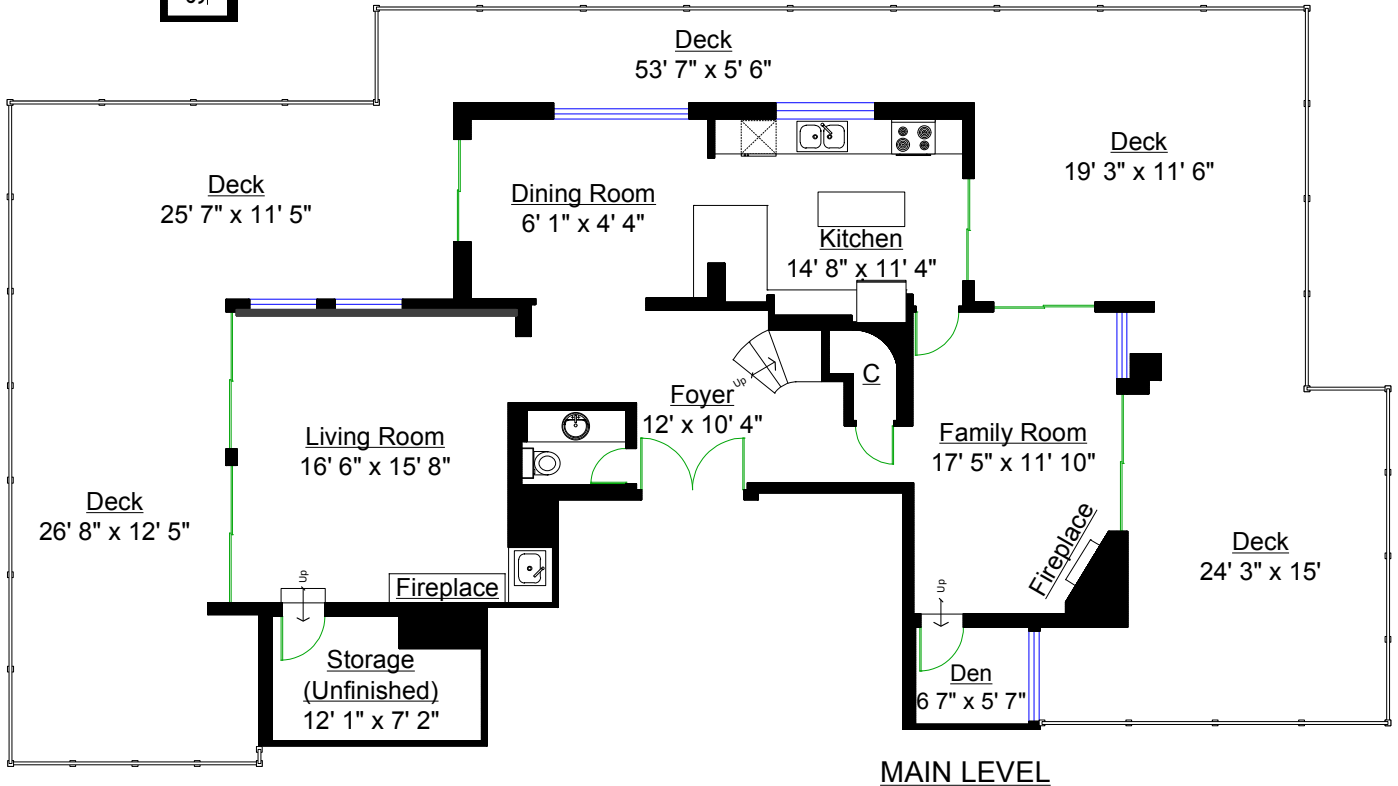 Deck
53' 7" x 5' 6"
Deck
19' 3" x 11' 6"
Deck
25' 7" x 11' 5"
Dining Room
6' 1" x 4' 4"
Kitchen
14' 8" x 11' 4"
Up
C
Foyer
12' x 10' 4"
Living Room
16' 6" x 15' 8"
Family Room
17' 5" x 11' 10"
Deck
26' 8" x 12' 5"
Fireplace
Deck
24' 3" x 15'
Up
Fireplace
Up
Storage
(Unfinished)
12' 1" x 7' 2"
Den
6 7" x 5' 7"
MAIN LEVEL